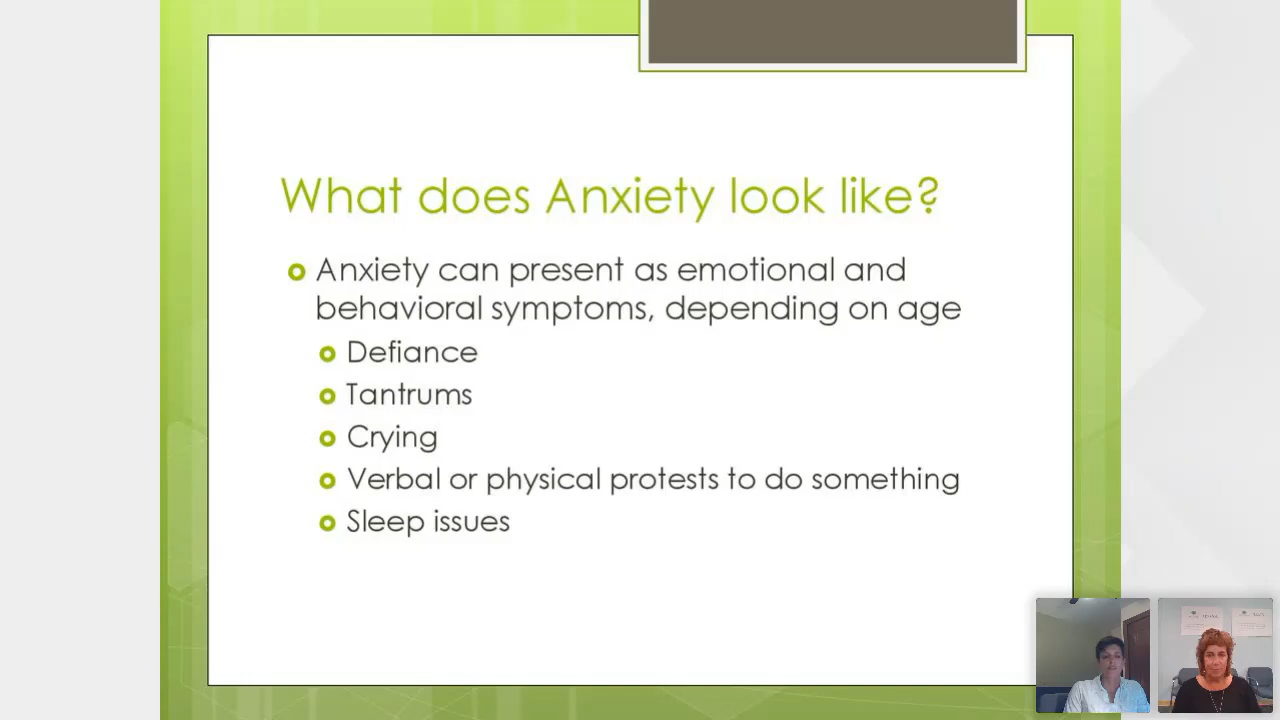 What does Anxiety look like?
Anxiety can present as emotional and
behavioral symptoms, depending on age
Defiance
Tantrums
Crying
Verbal or physical protests to do something
Sleep issues